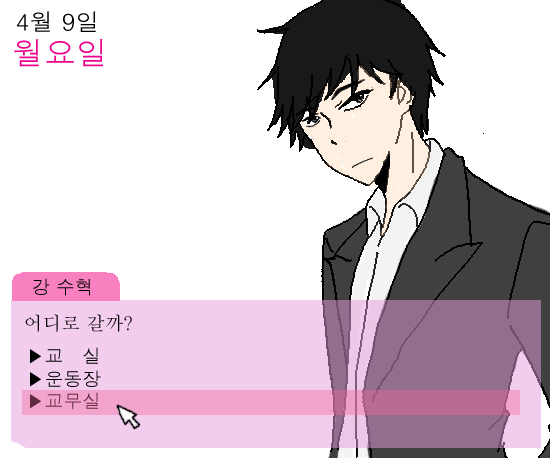 4월 9일
월요일
강 수혁
어디로 갈까?
▶교 실
▶운동장
▶교무실